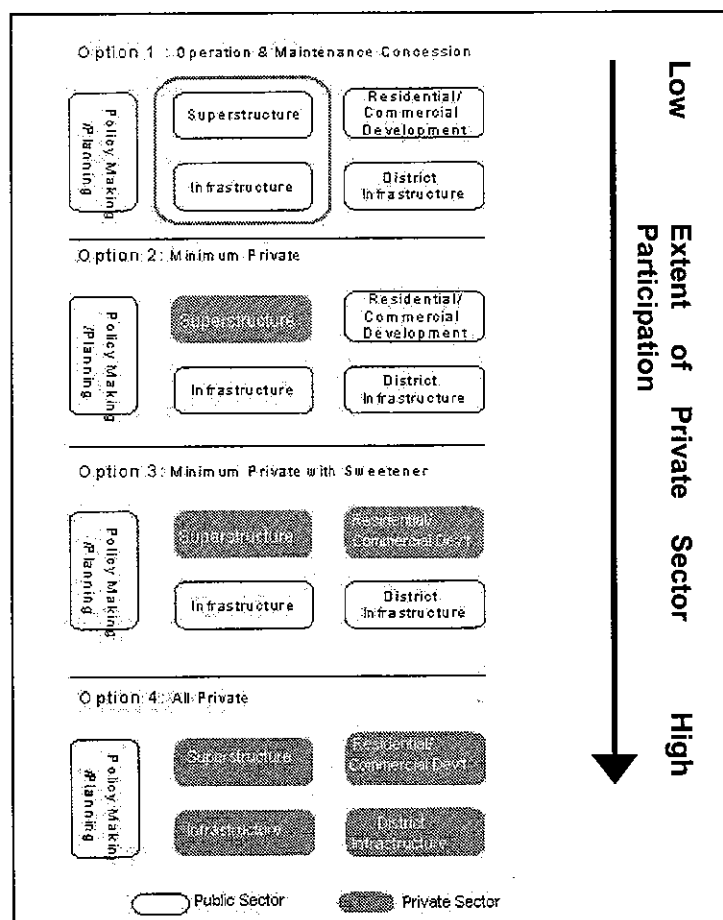 Option 1 : Operation & Maintenance Concession
Policy Making
/Planning
Superstructure
Residential/
Commercial
Development
Infrastructure
District
Infrastructure
Option 2: Minimum Private
Policy Making
/Planning
Superstructure
Residential/
Commercial
Development
Infrastructure
District
Infrastructure
Option 3: Minimum Private with Sweetener
Policy Making
/Planning
Superstructure
Residential/
Commercial Dev't
Infrastructure
District
Infrastructure
Option 4: All Private
Policy Making
/Planning
Superstructure
Residential/
Commercial Dev't
Infrastructure
District
Infrastructure
Public Sector
Private Sector
Low Extent of Private Sector High
Participation